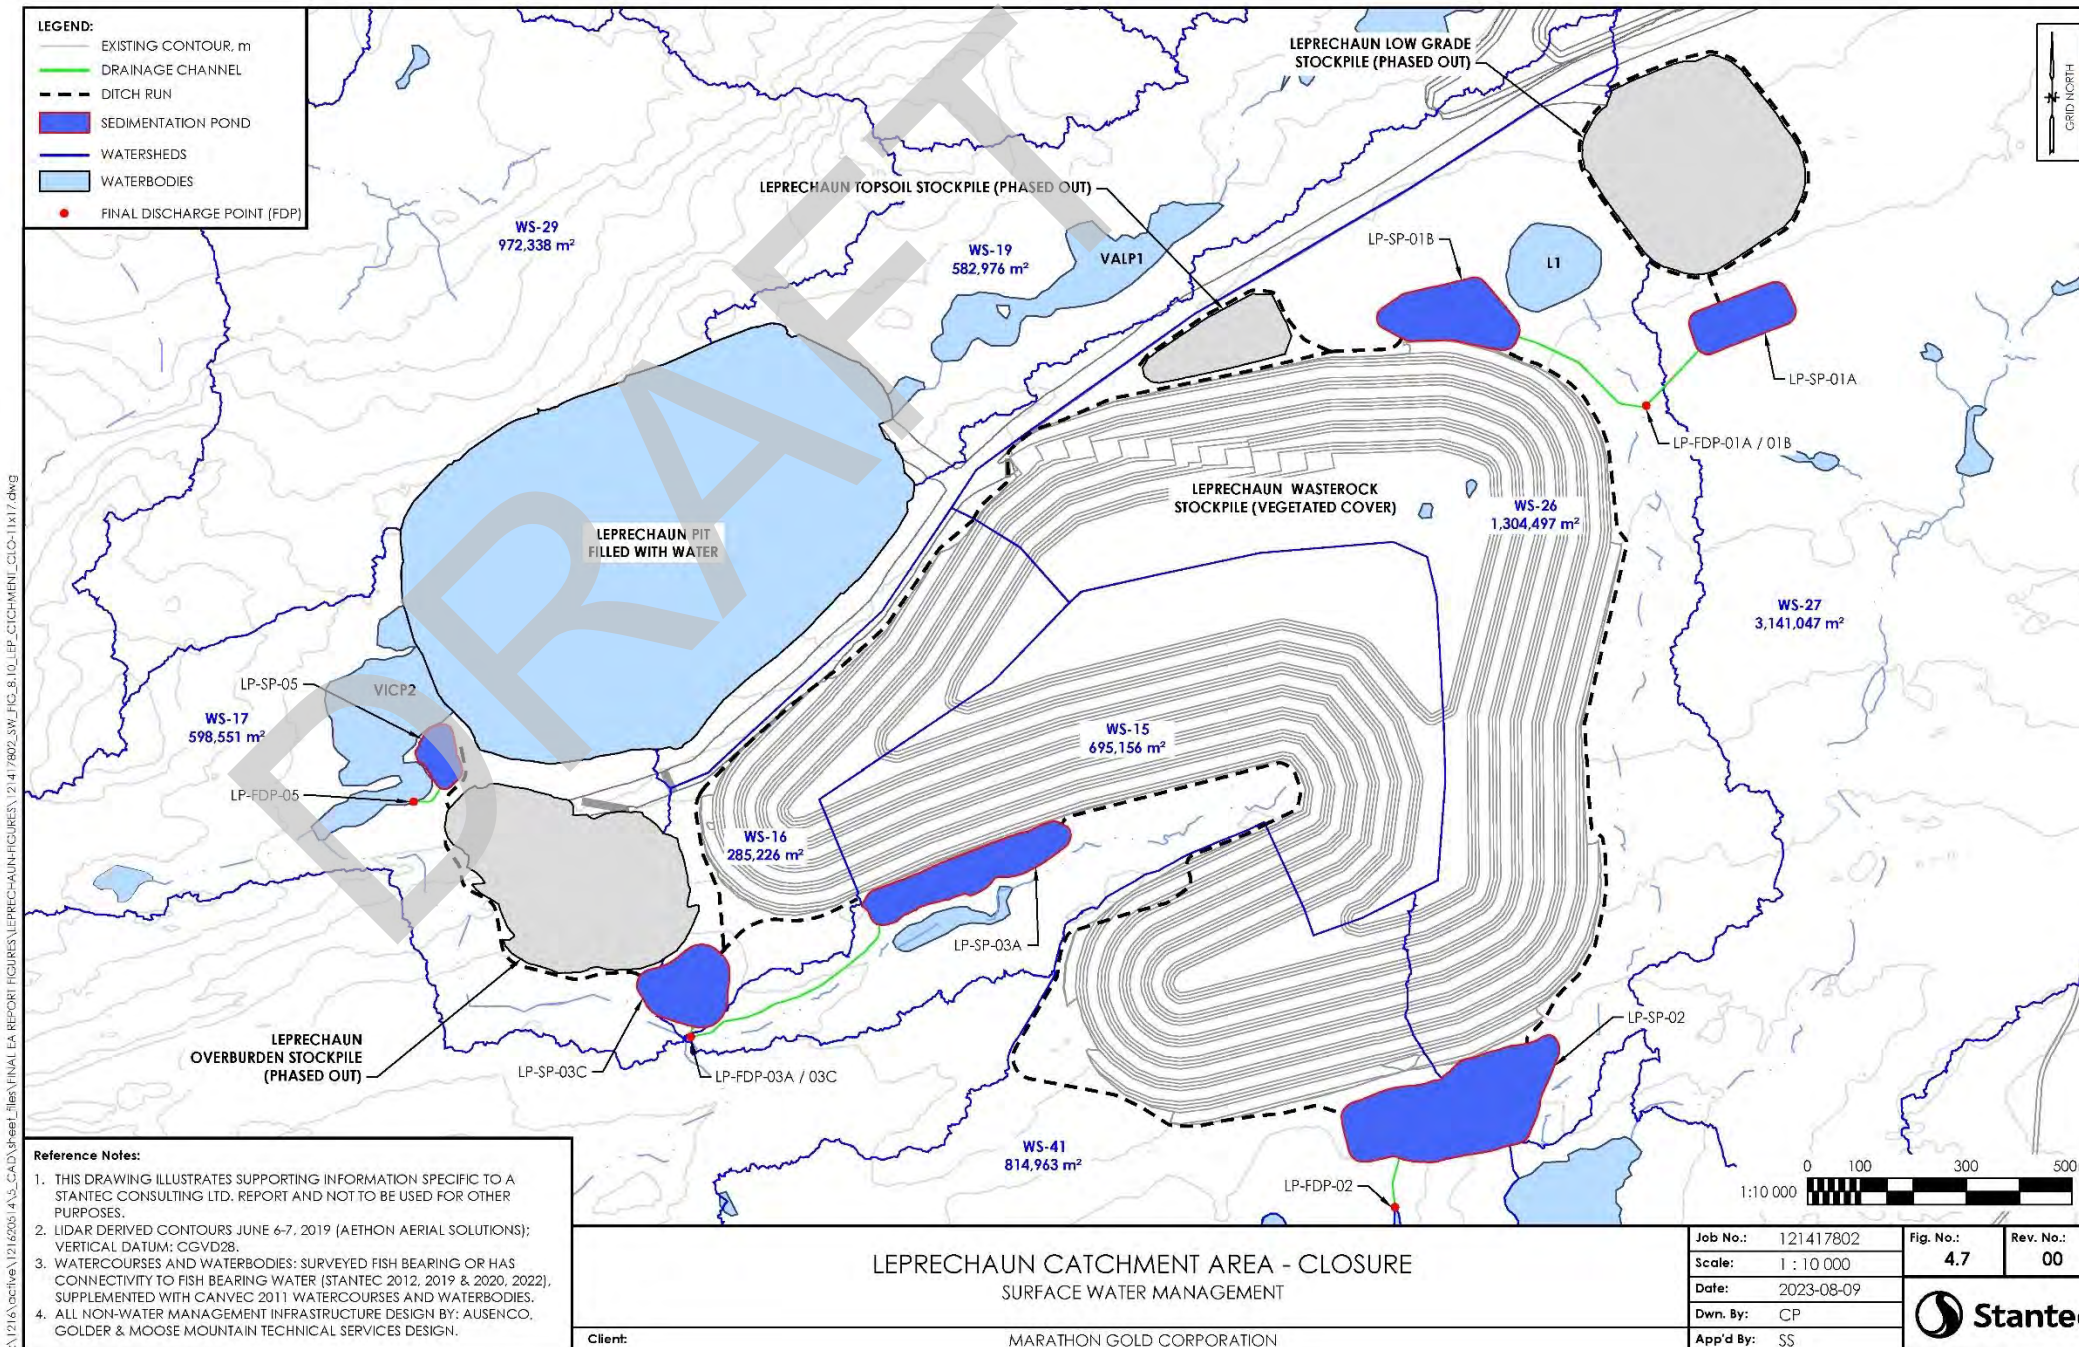 LEGEND:
EXISTING CONTOUR, m
DRAINAGE CHANNEL
DITCH RUN
SEDIMENTATION POND
WATERSHEDS
WATERBODIES
FINAL DISCHARGE POINT (FDP)
LEPRECHAUN LOW GRADE
STOCKPILE (PHASED OUT)
GRID NORTH
LEPRECHAUN TOPSOIL STOCKPILE (PHASED OUT)
WS-29
972,338 m²
WS-19
582,976 m²
VALP1
LP-SP-01B
L1
LP-SP-01A
LP-FDP-01A / 01B
LEPRECHAUN WASTEROCK
STOCKPILE (VEGETATED COVER)
WS-26
1,304,497 m²
LEPRECHAUN PIT
FILLED WITH WATER
WS-27
3,141,047 m²
LP-SP-05
VICP2
WS-17
598,551 m²
WS-15
695,156 m²
LP-FDP-05
WS-16
285,226 m²
LP-SP-03A
LP-SP-02
LEPRECHAUN
OVERBURDEN STOCKPILE
(PHASED OUT)
LP-SP-03C
LP-FDP-03A / 03C
WS-41
814,963 m²
LP-FDP-02
DRAFT
0 100 300 500
1:10 000
Reference Notes:
1. THIS DRAWING ILLUSTRATES SUPPORTING INFORMATION SPECIFIC TO A
STANTEC CONSULTING LTD. REPORT AND NOT TO BE USED FOR OTHER
PURPOSES.
2. LIDAR DERIVED CONTOURS JUNE 6-7, 2019 (AETHON AERIAL SOLUTIONS);
VERTICAL DATUM: CGVD28.
3. WATERCOURSES AND WATERBODIES: SURVEYED FISH BEARING OR HAS
CONNECTIVITY TO FISH BEARING WATER (STANTEC 2012, 2019 & 2020, 2022),
SUPPLEMENTED WITH CANVEC 2011 WATERCOURSES AND WATERBODIES.
4. ALL NON-WATER MANAGEMENT INFRASTRUCTURE DESIGN BY: AUSENCO,
GOLDER & MOOSE MOUNTAIN TECHNICAL SERVICES DESIGN.
LEPRECHAUN CATCHMENT AREA - CLOSURE
SURFACE WATER MANAGEMENT
Client: MARATHON GOLD CORPORATION
Job No.: 121417802
Scale: 1 : 10 000
Date: 2023-08-09
Dwn. By: CP
App'd By: SS
Fig. No.: 4.7
Rev. No.: 00
Stantec